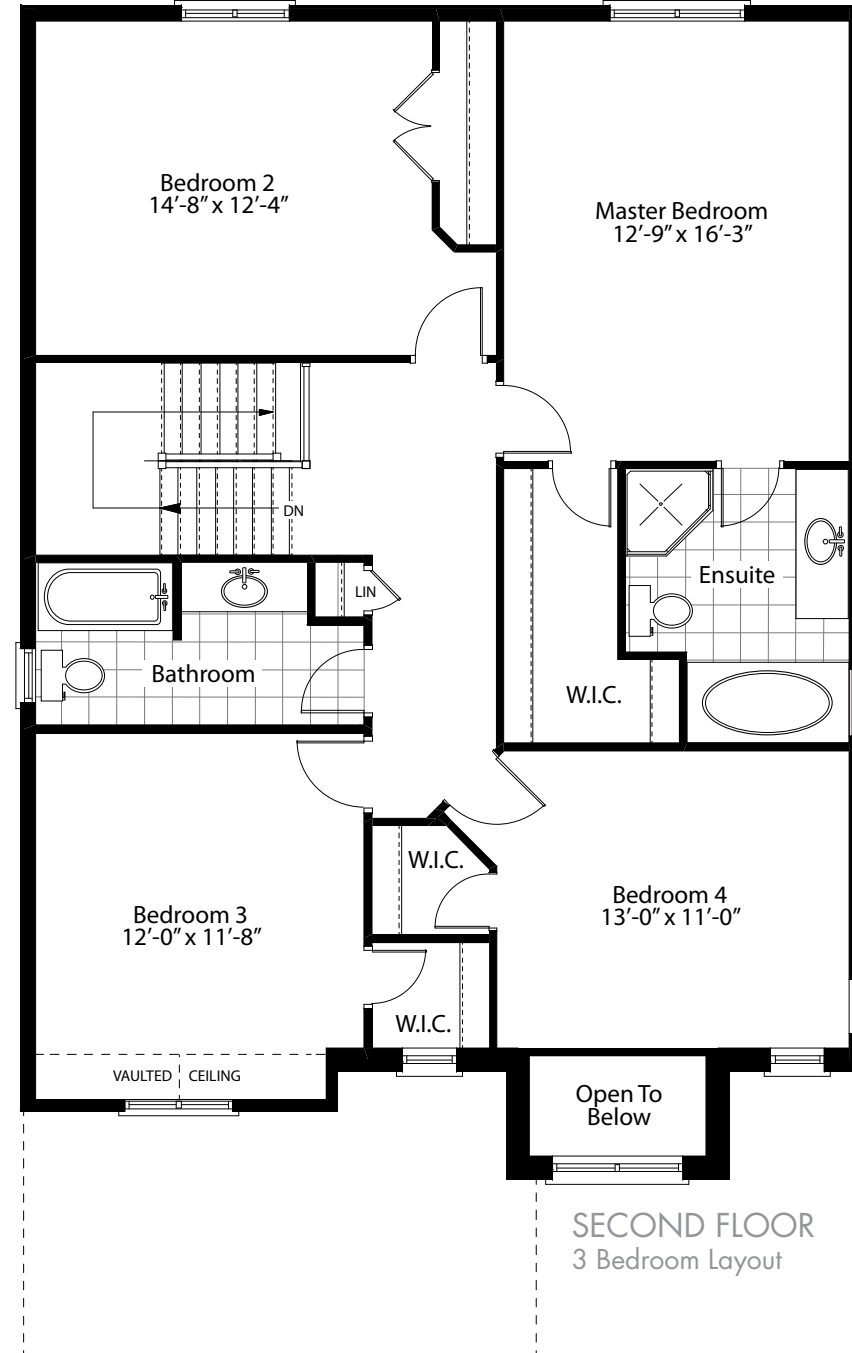 Bedroom 2
14’-8” x 12’-4”
Master Bedroom
12’-9” x 16’-3”
DN
LIN
Ensuite
Bathroom
W.I.C.
W.I.C.
Bedroom 3
12’-0” x 11’-8”
Bedroom 4
13’-0” x 11’-0”
W.I.C.
VAULTED CEILING
Open To
Below
SECOND FLOOR
3 Bedroom Layout